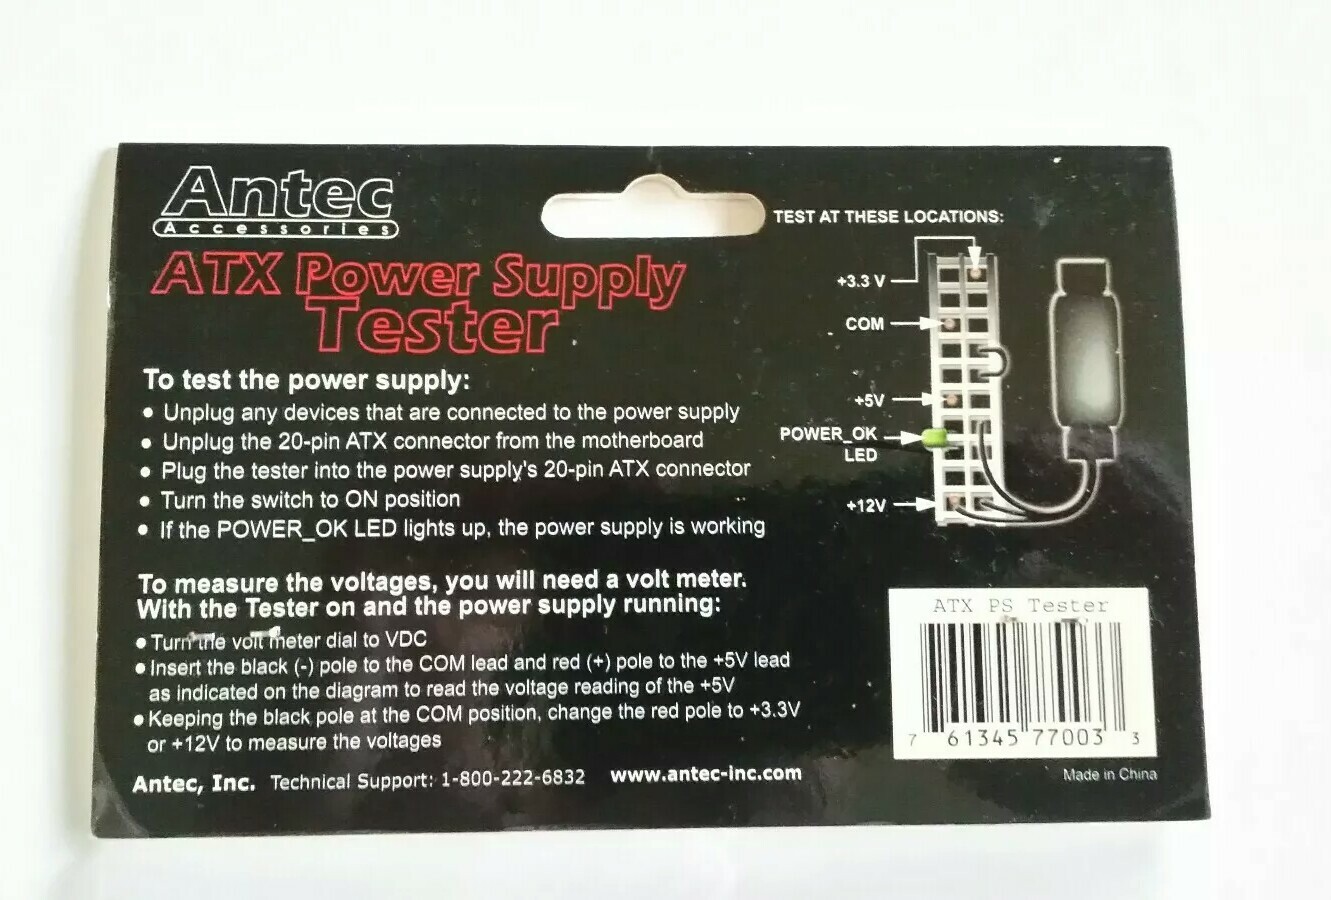 Antec
Accessories
ATX Power Supply
Tester
To test the power supply:
• Unplug any devices that are connected to the power supply
• Unplug the 20-pin ATX connector from the motherboard
• Plug the tester into the power supply's 20-pin ATX connector
• Turn the switch to ON position
• If the POWER_OK LED lights up, the power supply is working
To measure the voltages, you will need a volt meter.
With the Tester on and the power supply running:
• Turn the volt meter dial to VDC
• Insert the black (-) pole to the COM lead and red (+) pole to the +5V lead
as indicated on the diagram to read the voltage reading of the +5V
• Keeping the black pole at the COM position, change the red pole to +3.3V
or +12V to measure the voltages
Antec, Inc. Technical Support: 1-800-222-6832 www.antec-inc.com
TEST AT THESE LOCATIONS:
+3.3 V
COM
+5V
POWER_OK
LED
+12V
ATX PS Tester
7 61345 77003 3
Made in China